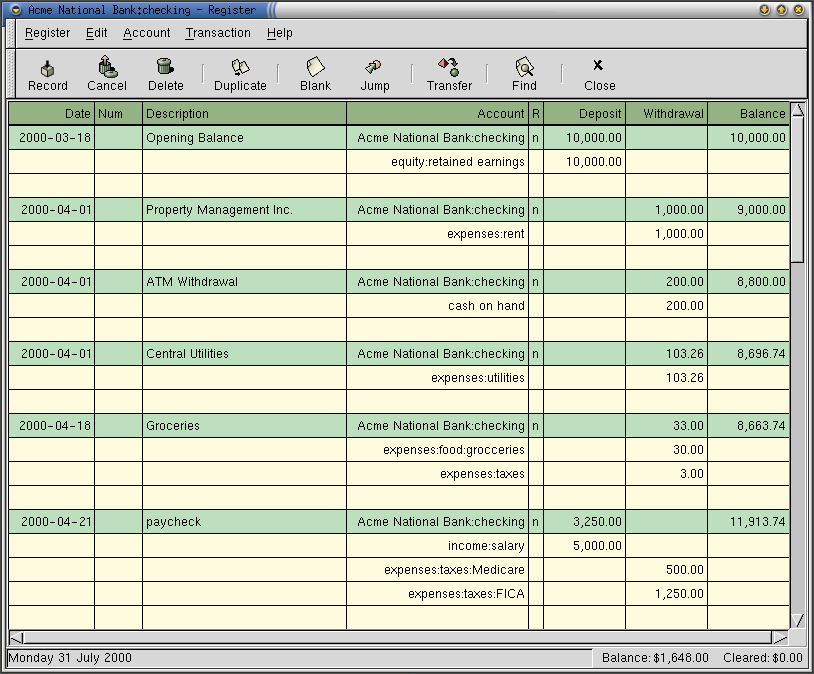 Acme National Bank:checking - Register
Register Edit Account Transaction Help
Record Cancel Delete Duplicate Blank Jump Transfer Find Close
Date Num Description Account R Deposit Withdrawal Balance
2000-03-18 Opening Balance Acme National Bank:checking n 10,000.00 10,000.00
equity:retained earnings 10,000.00
2000-04-01 Property Management Inc. Acme National Bank:checking n 1,000.00 9,000.00
expenses:rent 1,000.00
2000-04-01 ATM Withdrawal Acme National Bank:checking n 200.00 8,800.00
cash on hand 200.00
2000-04-01 Central Utilities Acme National Bank:checking n 103.26 8,696.74
expenses:utilities 103.26
2000-04-18 Groceries Acme National Bank:checking n 33.00 8,663.74
expenses:food:grocceries 30.00
expenses:taxes 3.00
2000-04-21 paycheck Acme National Bank:checking n 3,250.00 11,913.74
income:salary 5,000.00
expenses:taxes:Medicare 500.00
expenses:taxes:FICA 1,250.00
Monday 31 July 2000 Balance: $1,648.00 Cleared: $0.00